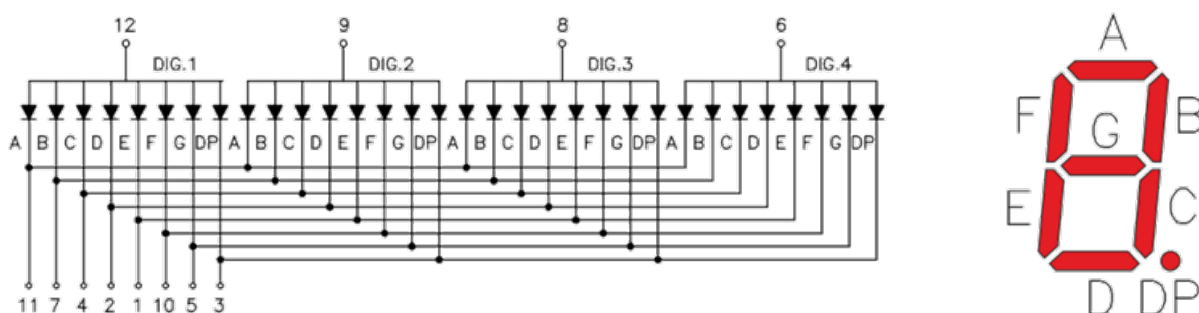 12 9 8 6
DIG.1 DIG.2 DIG.3 DIG.4
A B C D E F G DP A B C D E F G DP A B C D E F G DP A B C D E F G DP
11 7 4 2 1 10 5 3
A
F B
G
E C
D DP